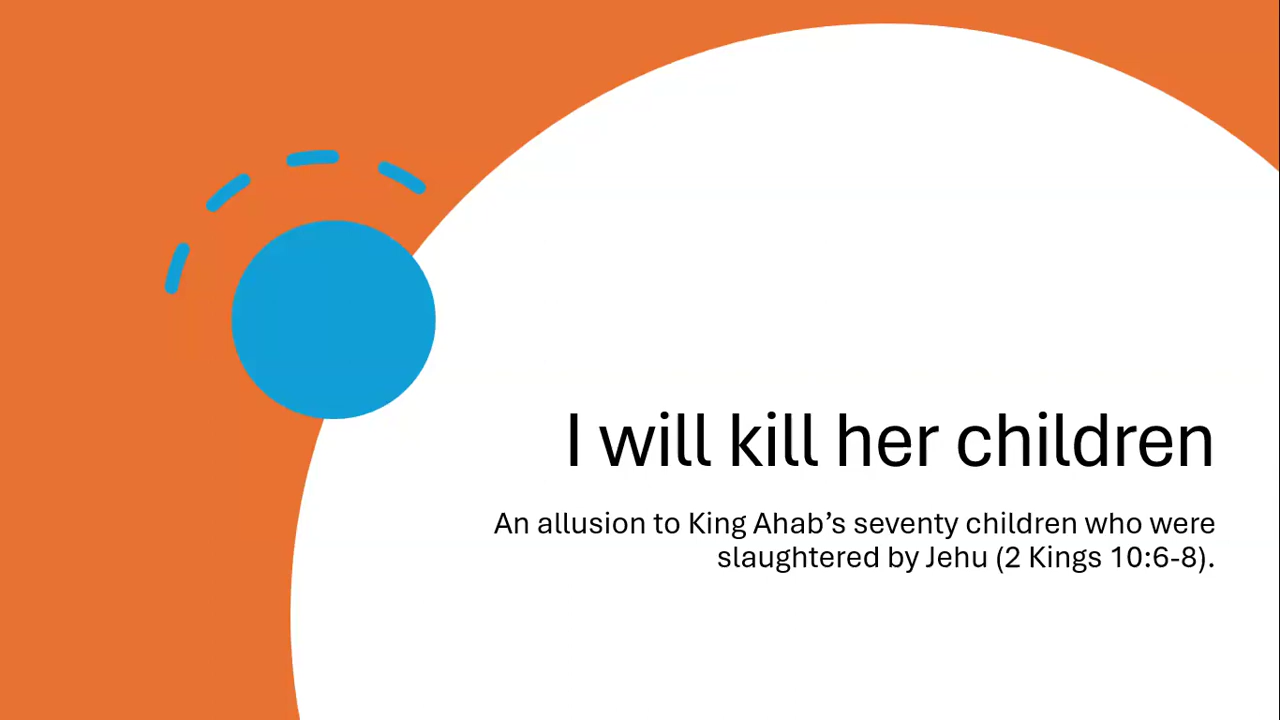 I will kill her children
An allusion to King Ahab’s seventy children who were
slaughtered by Jehu (2 Kings 10:6-8).